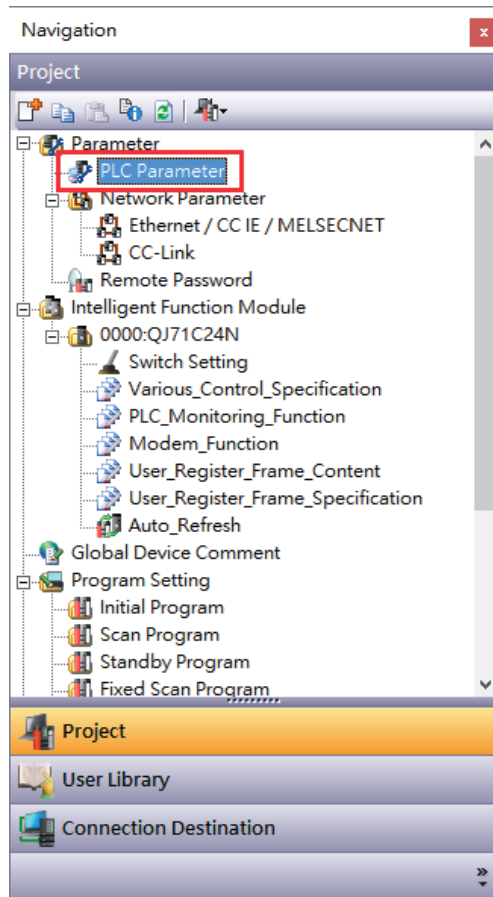 Navigation
x
Project
Parameter
PLC Parameter
Network Parameter
Ethernet / CC IE / MELSECNET
CC-Link
Remote Password
Intelligent Function Module
0000:QJ71C24N
Switch Setting
Various_Control_Specification
PLC_Monitoring_Function
Modem_Function
User_Register_Frame_Content
User_Register_Frame_Specification
Auto_Refresh
Global Device Comment
Program Setting
Initial Program
Scan Program
Standby Program
Fixed Scan Program
Project
User Library
Connection Destination